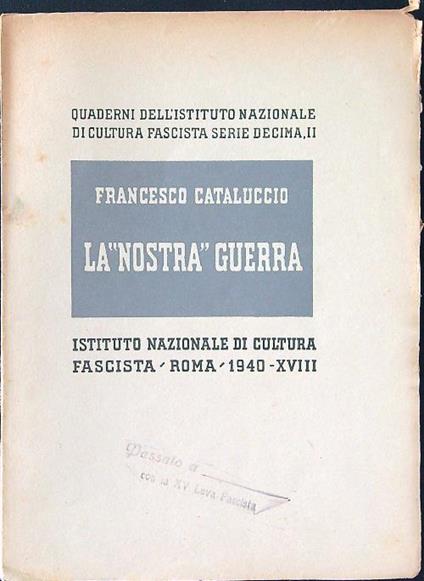 QUADERNI DELL'ISTITUTO NAZIONALE
DI CULTURA FASCISTA SERIE DECIMA, II
FRANCESCO CATALUCCIO
LA "NOSTRA" GUERRA
ISTITUTO NAZIONALE DI CULTURA
FASCISTA - ROMA - 1940 - XVIII
Passato a
con la XV Leva Fascista